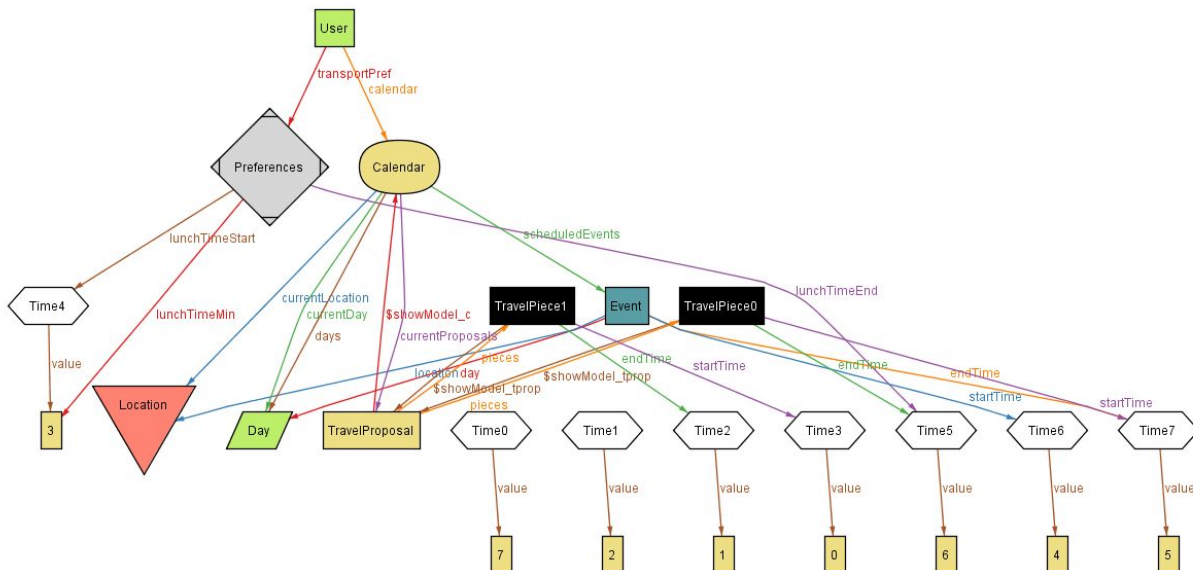 User
transportPref
calendar
Preferences
Calendar
lunchTimeStart
scheduledEvents
Time4
lunchTimeMin
currentLocation
currentDay
days
$showModel_c
currentProposals
TravelPiece1
Event
TravelPiece0
lunchTimeEnd
value
pieces
endTime
startTime
endTime
endTime
location
day
$showModel_tprop
$showModel_tprop
pieces
startTime
startTime
3
Location
Day
TravelProposal
Time0
Time1
Time2
Time3
Time5
Time6
Time7
value
value
value
value
value
value
value
7
2
1
0
6
4
5